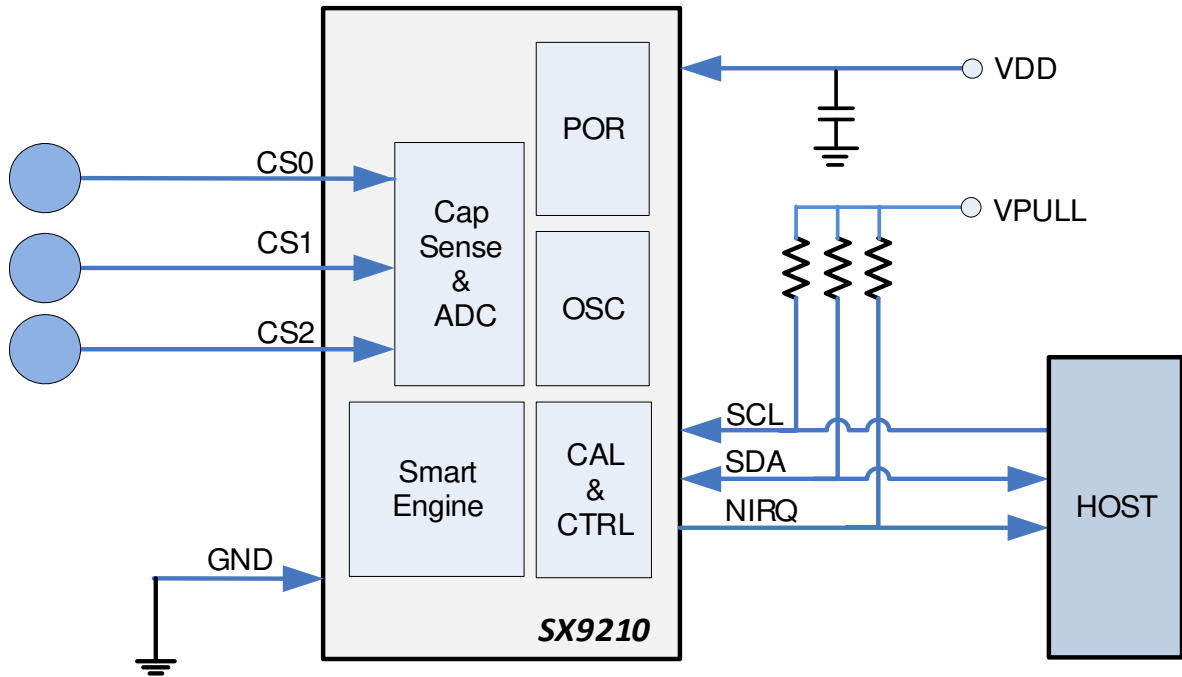 POR
VDD
CS0
Cap
Sense
&
ADC
VPULL
CS1
OSC
CS2
SCL
CAL
&
CTRL
SDA
Smart
Engine
NIRQ
HOST
GND
SX9210